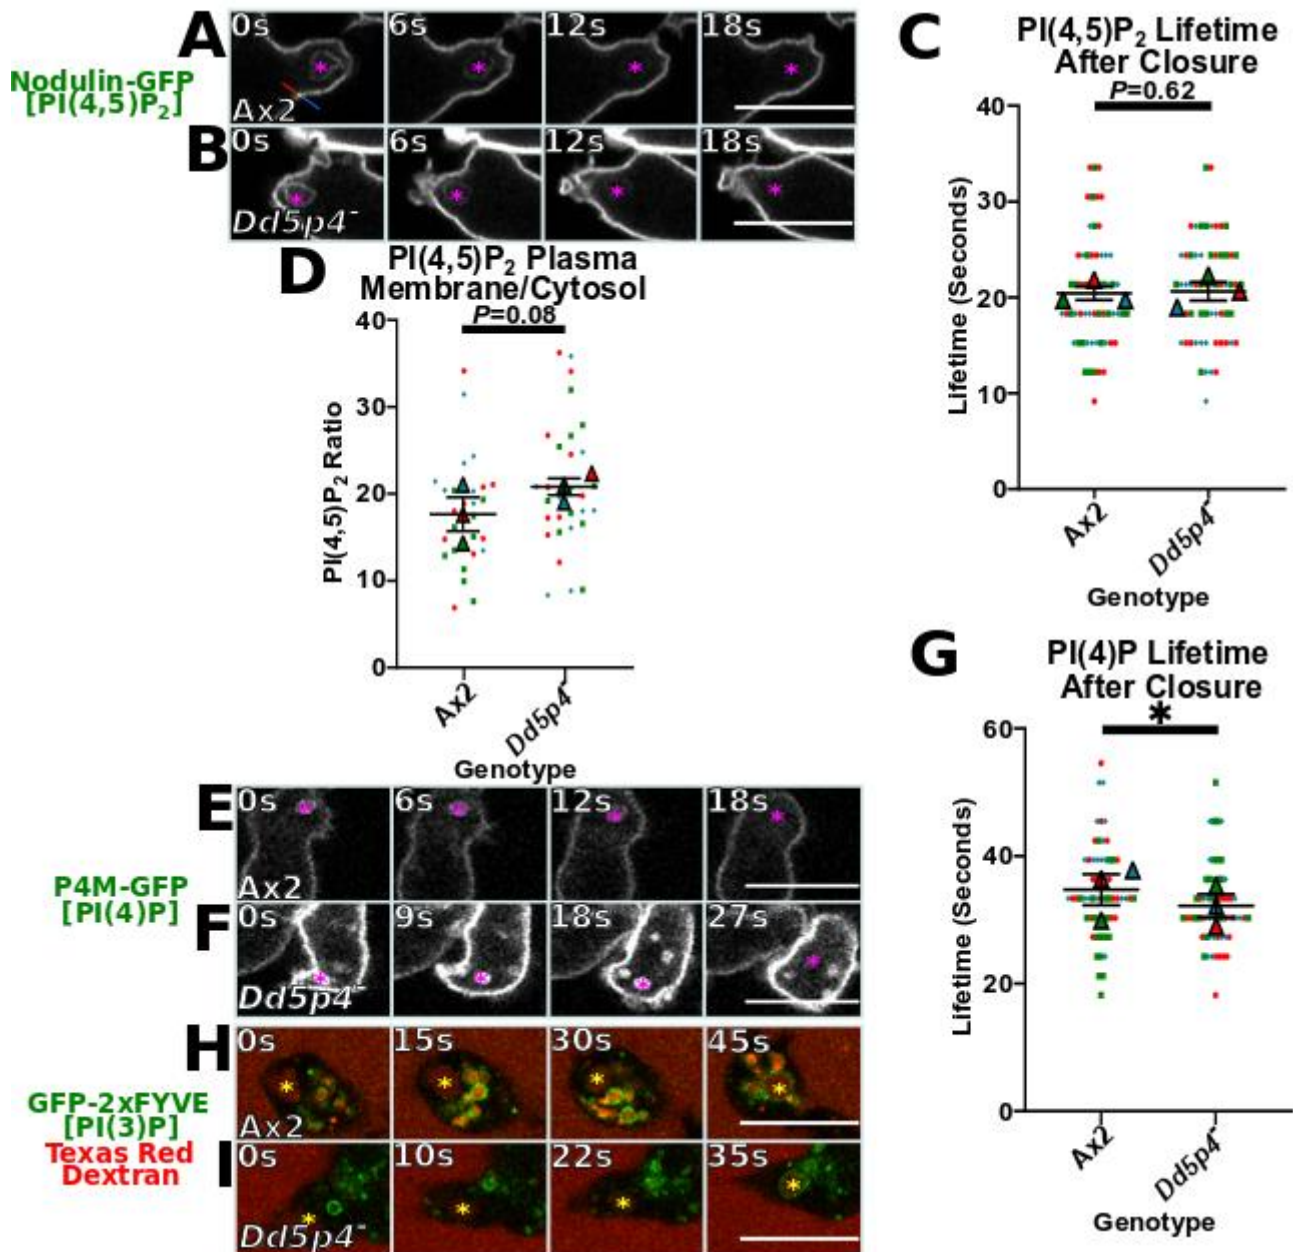 A
0s 6s 12s 18s
Nodulin-GFP
[PI(4,5)P2]
Ax2
B
0s 6s 12s 18s
Dd5p4-
C
PI(4,5)P2 Lifetime
After Closure
P=0.62
40
30
20
10
0
Lifetime (Seconds)
Ax2 Dd5p4-
Genotype
D
PI(4,5)P2 Plasma
Membrane/Cytosol
P=0.08
40
30
20
10
0
PI(4,5)P2 Ratio
Ax2 Dd5p4-
Genotype
E
0s 6s 12s 18s
Ax2
P4M-GFP
[PI(4)P]
F
0s 9s 18s 27s
Dd5p4-
G
PI(4)P Lifetime
After Closure
*
60
40
20
0
Lifetime (Seconds)
Ax2 Dd5p4-
Genotype
H
0s 15s 30s 45s
Ax2
GFP-2xFYVE
[PI(3)P]
Texas Red
Dextran
I
0s 10s 22s 35s
Dd5p4-